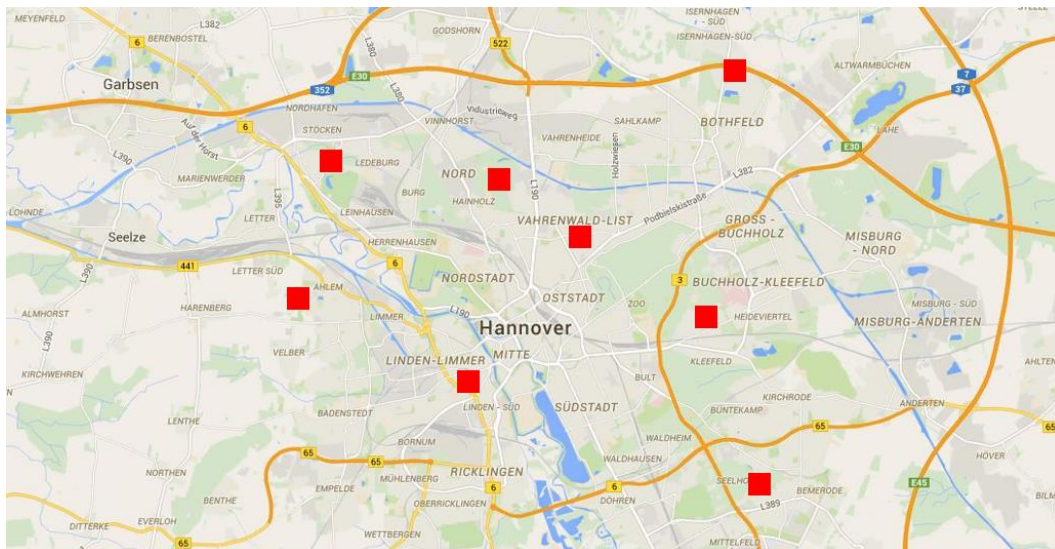 MEYENFELD
6
L382
BERENBOSTEL
L380
GODSHORN
522
ISERNHAGEN
- SÜD
ISERNHAGEN-SÜD
Garbsen
352
E30
ALTWARMBÜCHEN
7
37
NORDHAFEN
L380
Auf der Horst
STÖCKEN
6
VINNHORST
VAHRENHEIDE
SAHLKAMP
Holzwiesen
BOTHFELD
LAHE
E30
L390
MARIENWERDER
LEDEBURG
BURG
NORD
HAINHOLZ
L190
L382
Podbielskistraße
LOHNDE
L395
LETTER
LEINHAUSEN
VAHRENWALD-LIST
GROSS -
BUCHHOLZ
Seelze
HERRENHAUSEN
MISBURG
- NORD
L390
441
LETTER SÜD
6
NORDSTADT
3
BUCHHOLZ-KLEEFELD
AHLEM
OSTSTADT
ZOO
MISBURG - SÜD
ALMHORST
HARENBERG
LIMMER
L190
HEIDEVIERTEL
MISBURG-ANDERTEN
Hannover
L390
VELBER
LINDEN-LIMMER
MITTE
KLEEFELD
KIRCHWEHREN
BULT
LENTHE
BADENSTEDT
LINDEN - SÜD
SÜDSTADT
BÜNTEKAMP
KIRCHRODE
ANDERTEN
65
65
BORNUM
WALDHEIM
65
65
RICKLINGEN
WALDHAUSEN
HÖVER
NORTHEN
EMPELDE
MÜHLENBERG
6
6
BENTHE
OBERRICKLINGEN
DÖHREN
BEMERODE
E45
L389
DITTERKE
EVERLOH
WETTBERGEN
MITTELFELD
65